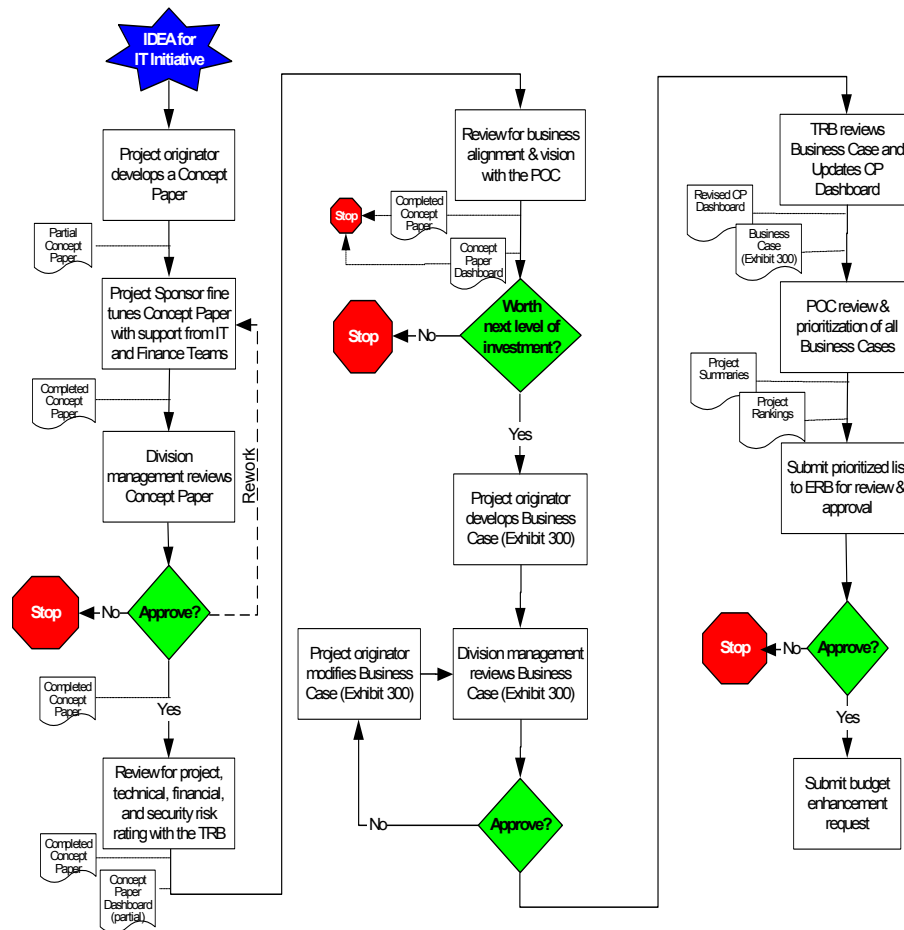 IDEA for
IT Initiative
Project originator
develops a Concept
Paper
Partial
Concept
Paper
Project Sponsor fine
tunes Concept Paper
with support from IT
and Finance Teams
Completed
Concept
Paper
Division
management reviews
Concept Paper
Rework
Approve?
No
Stop
Completed
Concept
Paper
Yes
Review for project,
technical, financial,
and security risk
rating with the TRB
Completed
Concept
Paper
Concept
Paper
Dashboard
(partial)
Review for business
alignment & vision
with the POC
Stop
Completed
Concept
Paper
Concept
Paper
Dashboard
Worth
next level of
investment?
No
Stop
Yes
Project originator
develops Business
Case (Exhibit 300)
Project originator
modifies Business
Case (Exhibit 300)
Division management
reviews Business
Case (Exhibit 300)
No
Approve?
TRB reviews
Business Case and
Updates CP
Dashboard
Revised CP
Dashboard
Business
Case
(Exhibit 300)
POC review &
prioritization of all
Business Cases
Project
Summaries
Project
Rankings
Submit prioritized lis
to ERB for review &
approval
Stop
No
Approve?
Yes
Submit budget
enhancement
request